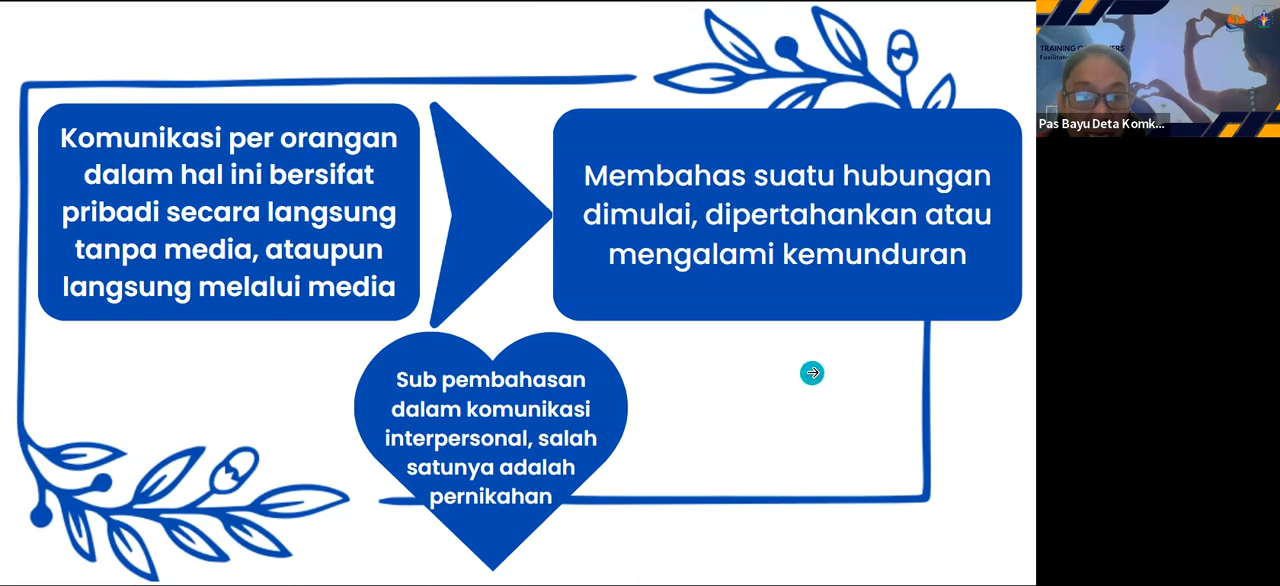 Komunikasi per orangan
dalam hal ini bersifat
pribadi secara langsung
tanpa media, ataupun
langsung melalui media
Membahas suatu hubungan
dimulai, dipertahankan atau
mengalami kemunduran
Sub pembahasan
dalam komunikasi
interpersonal, salah
satunya adalah
pernikahan
TRAINING
Pas Bayu Deta Komk...